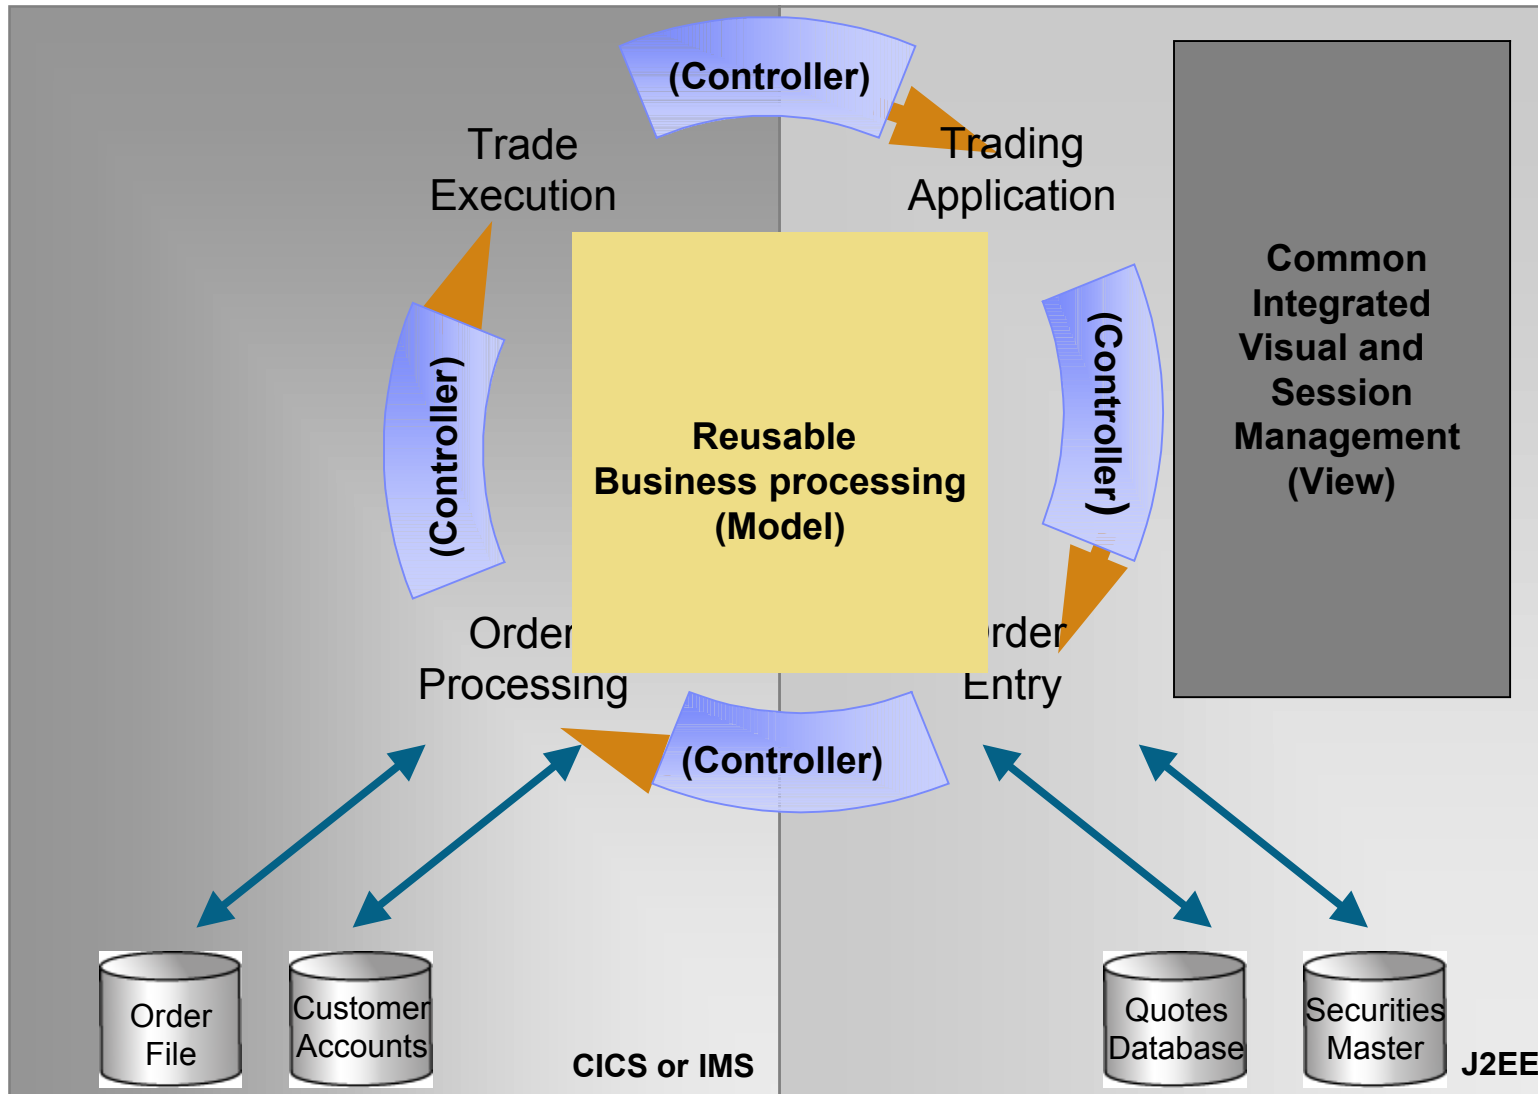 (Controller)
Trade
Execution
Trading
Application
(Controller)
Reusable
Business processing
(Model)
(Controller)
Common
Integrated
Visual and
Session
Management
(View)
Order
Processing
rder
Entry
(Controller)
Order
File
Customer
Accounts
CICS or IMS
Quotes
Database
Securities
Master
J2EE